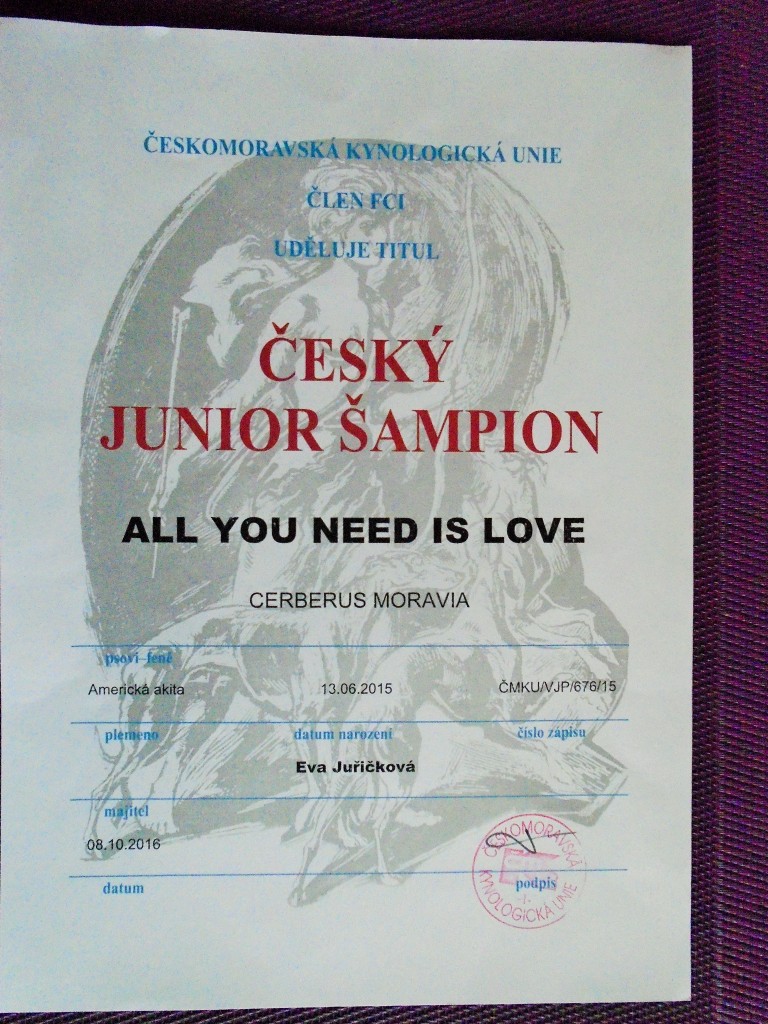 ČESKOMORAVSKÁ KYNOLOGICKÁ UNIE
ČLEN FCI
UDĚLUJE TITUL
ČESKÝ
JUNIOR ŠAMPION
ALL YOU NEED IS LOVE
CERBERUS MORAVIA
psovi-feně
Americká akita 13.06.2015 ČMKU/VJP/676/15
plemeno datum narození číslo zápisu
Eva Juřičková
majitel
08.10.2016
datum podpis
ČESKOMORAVSKÁ
KYNOLOGICKÁ UNIE
-1-